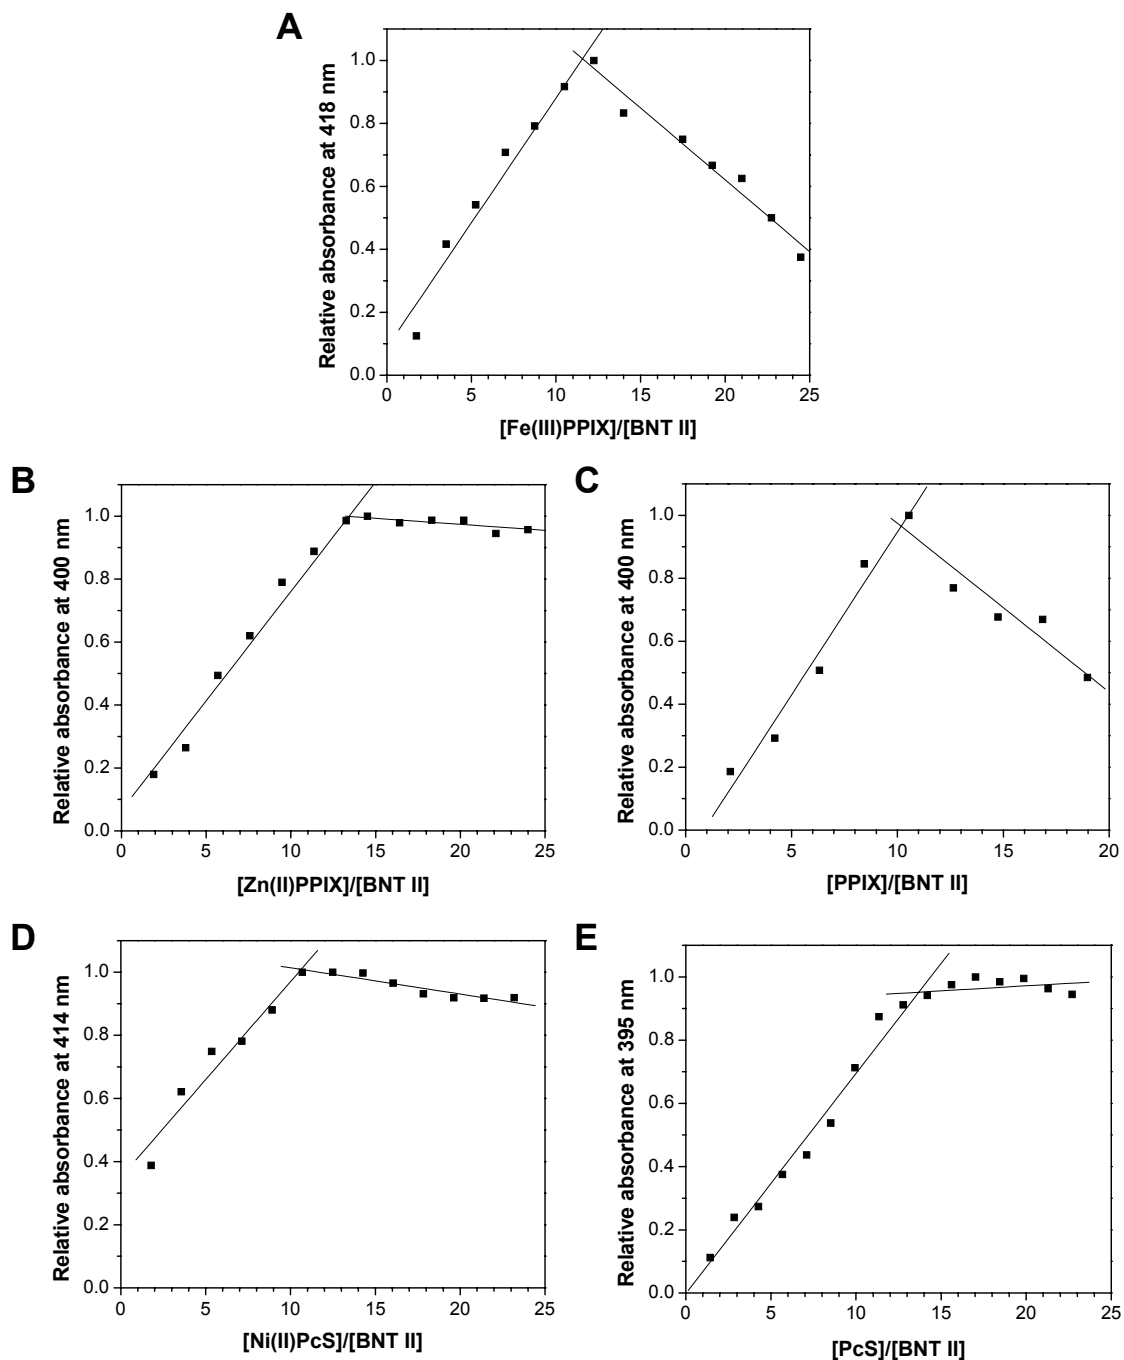 A
Relative absorbance at 418 nm
1.0
0.8
0.6
0.4
0.2
0.0
0 5 10 15 20 25
[Fe(III)PPIX]/[BNT II]
B
Relative absorbance at 400 nm
1.0
0.8
0.6
0.4
0.2
0.0
0 5 10 15 20 25
[Zn(II)PPIX]/[BNT II]
C
Relative absorbance at 400 nm
1.0
0.8
0.6
0.4
0.2
0.0
0 5 10 15 20
[PPIX]/[BNT II]
D
Relative absorbance at 414 nm
1.0
0.8
0.6
0.4
0.2
0.0
0 5 10 15 20 25
[Ni(II)PcS]/[BNT II]
E
Relative absorbance at 395 nm
1.0
0.8
0.6
0.4
0.2
0.0
0 5 10 15 20 25
[PcS]/[BNT II]